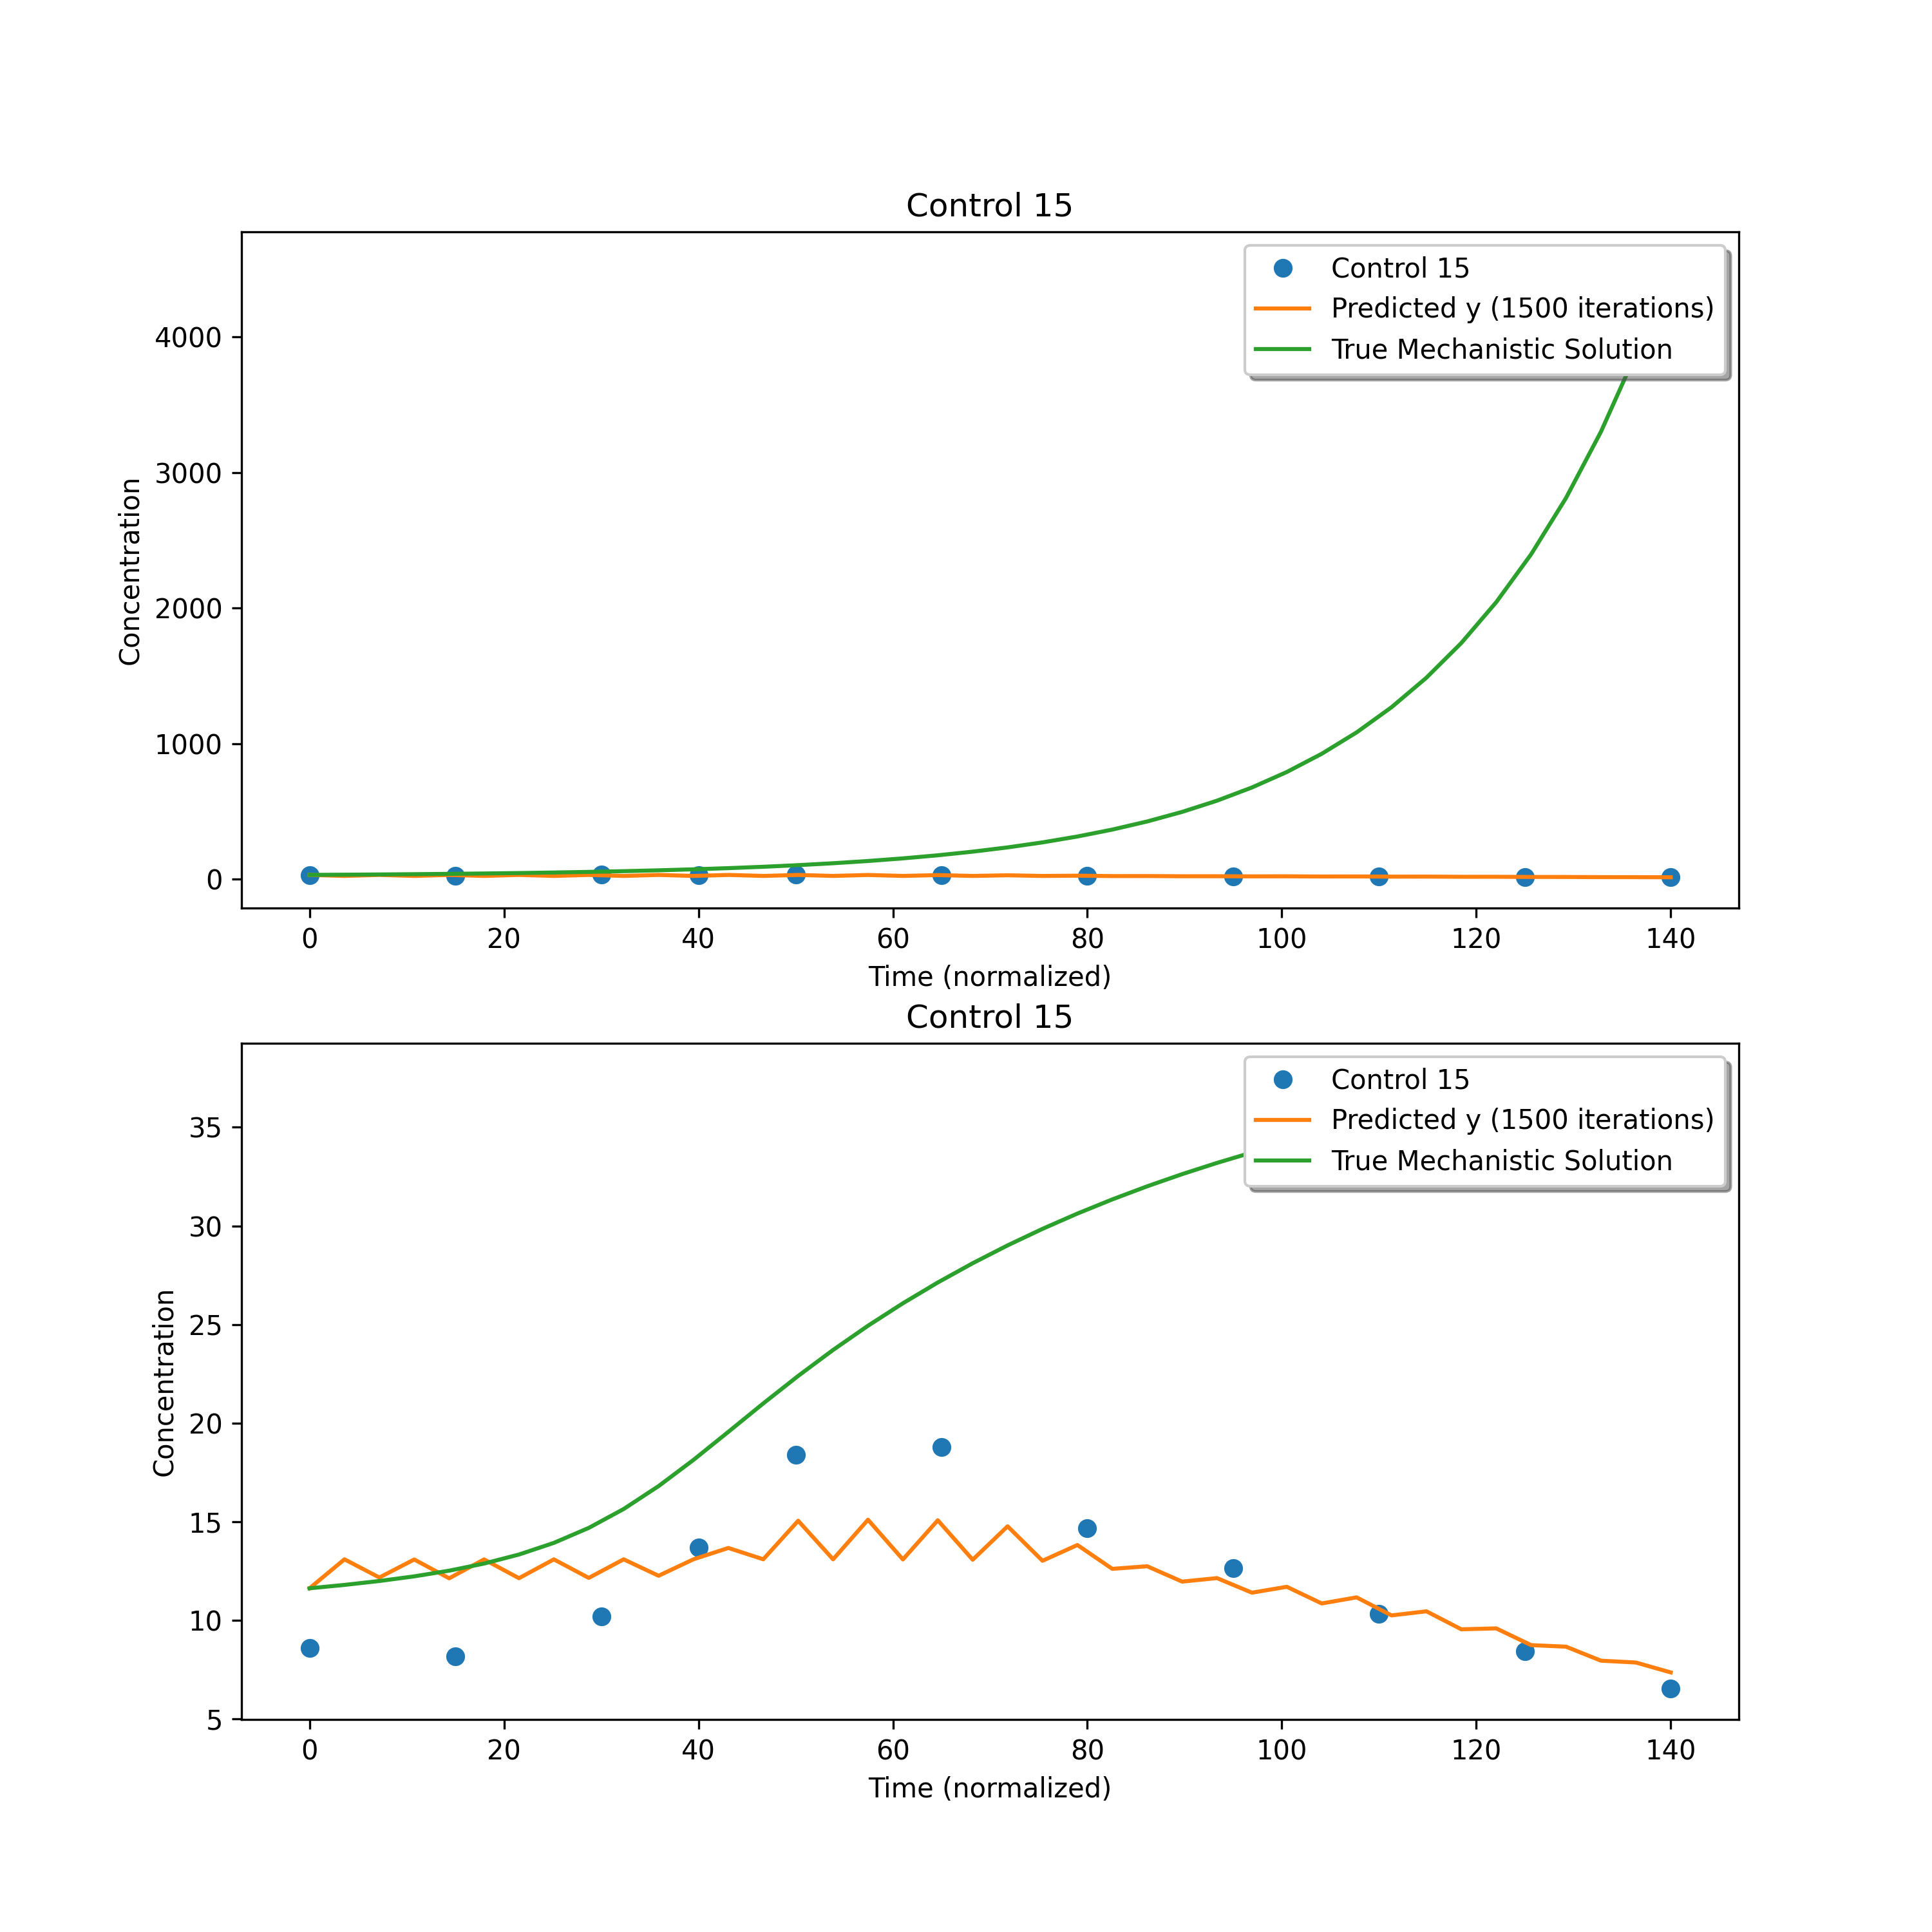 Control 15
4000
3000
2000
1000
0
Concentration
Control 15
Predicted y (1500 iterations)
True Mechanistic Solution
0 20 40 60 80 100 120 140
Time (normalized)
Control 15
35
30
25
20
15
10
5
Concentration
Control 15
Predicted y (1500 iterations)
True Mechanistic Solution
0 20 40 60 80 100 120 140
Time (normalized)